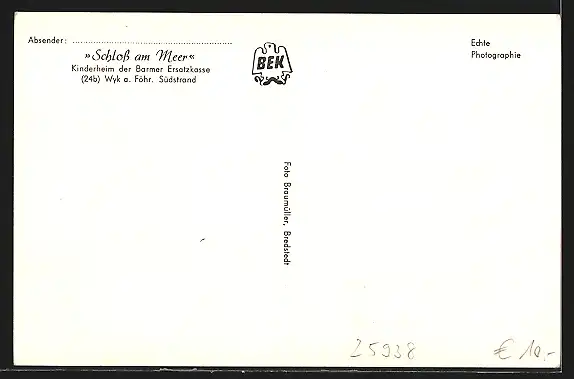 Absender: ........................................
»Schloß am Meer«
Kinderheim der Barmer Ersatzkasse
(24b) Wyk a. Föhr. Südstrand
BEK
Echte
Photographie
Foto Braumüller, Bredstedt
25938
€ 10,-